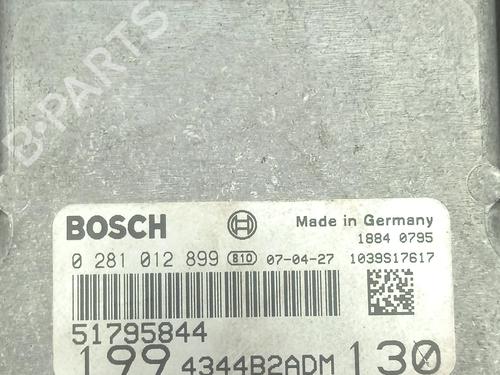 B-PARTS
BOSCH Made in Germany
1884 0795
0 281 012 899 B10 07-04-27 1039S17617
51795844
199 4344B2ADM 130